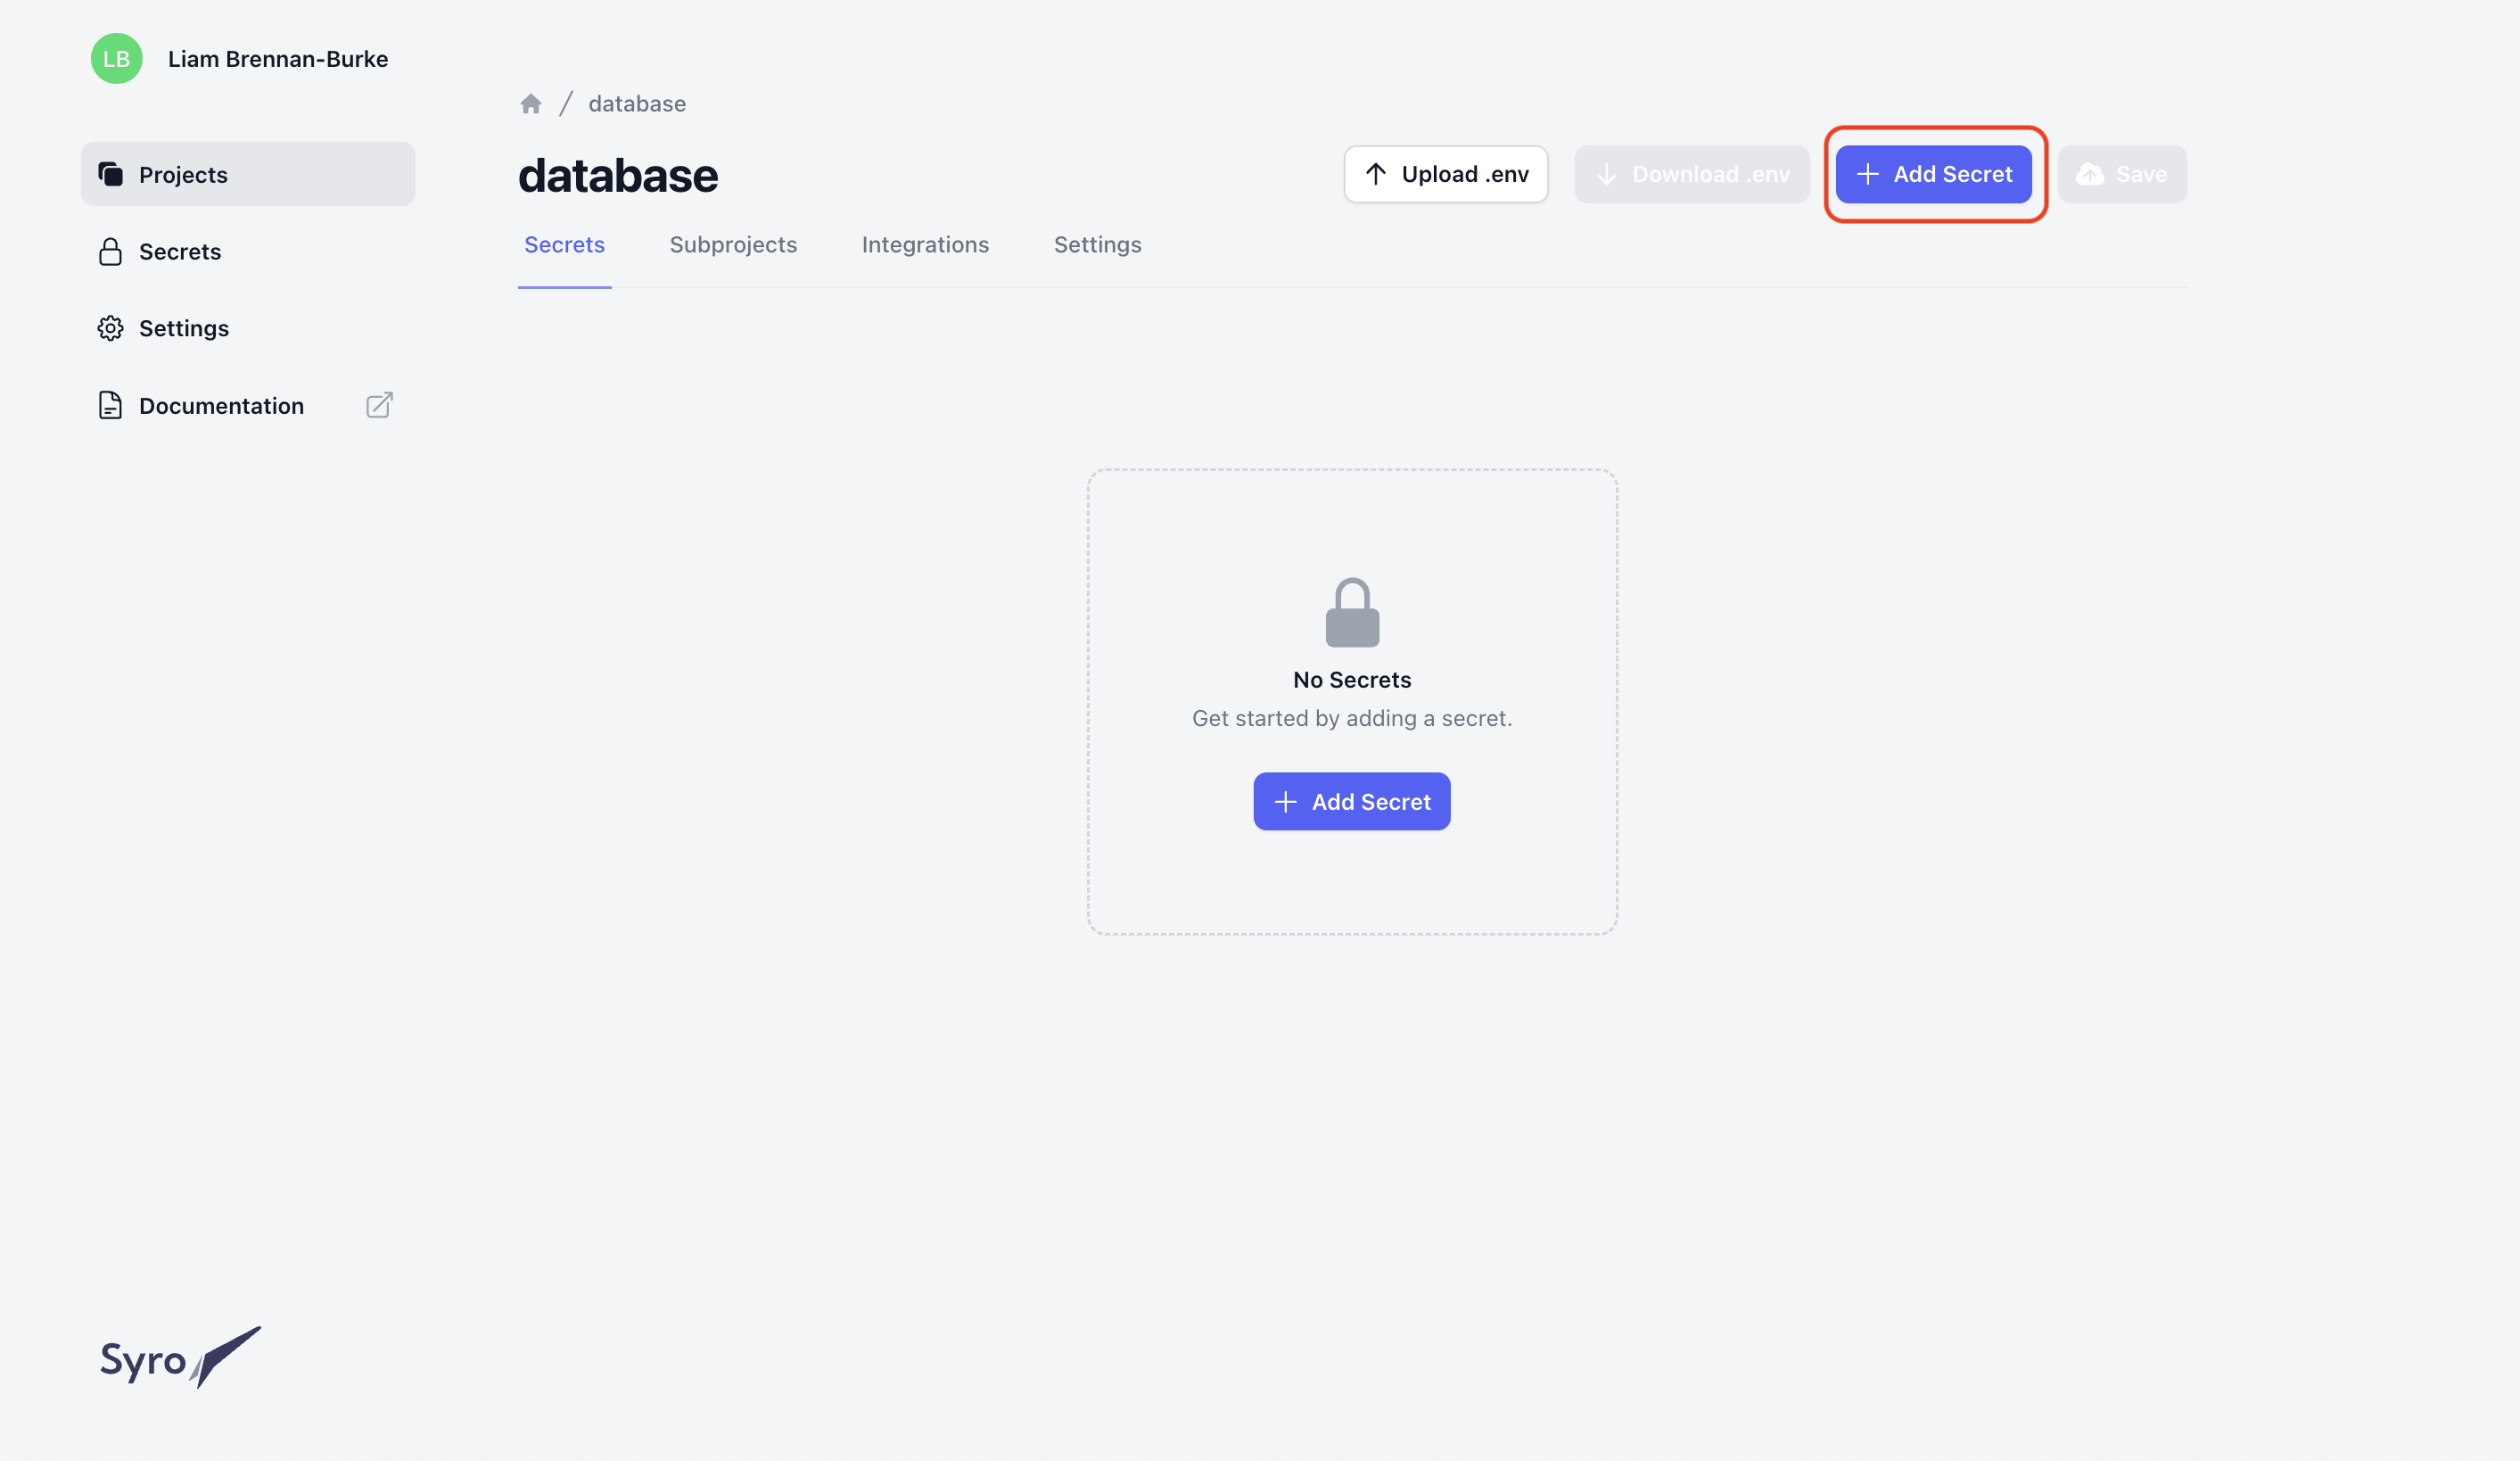 LB
Liam Brennan-Burke
Projects
Secrets
Settings
Documentation
/ database
database
Upload .env
Download .env
Add Secret
Save
Secrets
Subprojects
Integrations
Settings
No Secrets
Get started by adding a secret.
Add Secret
Syro